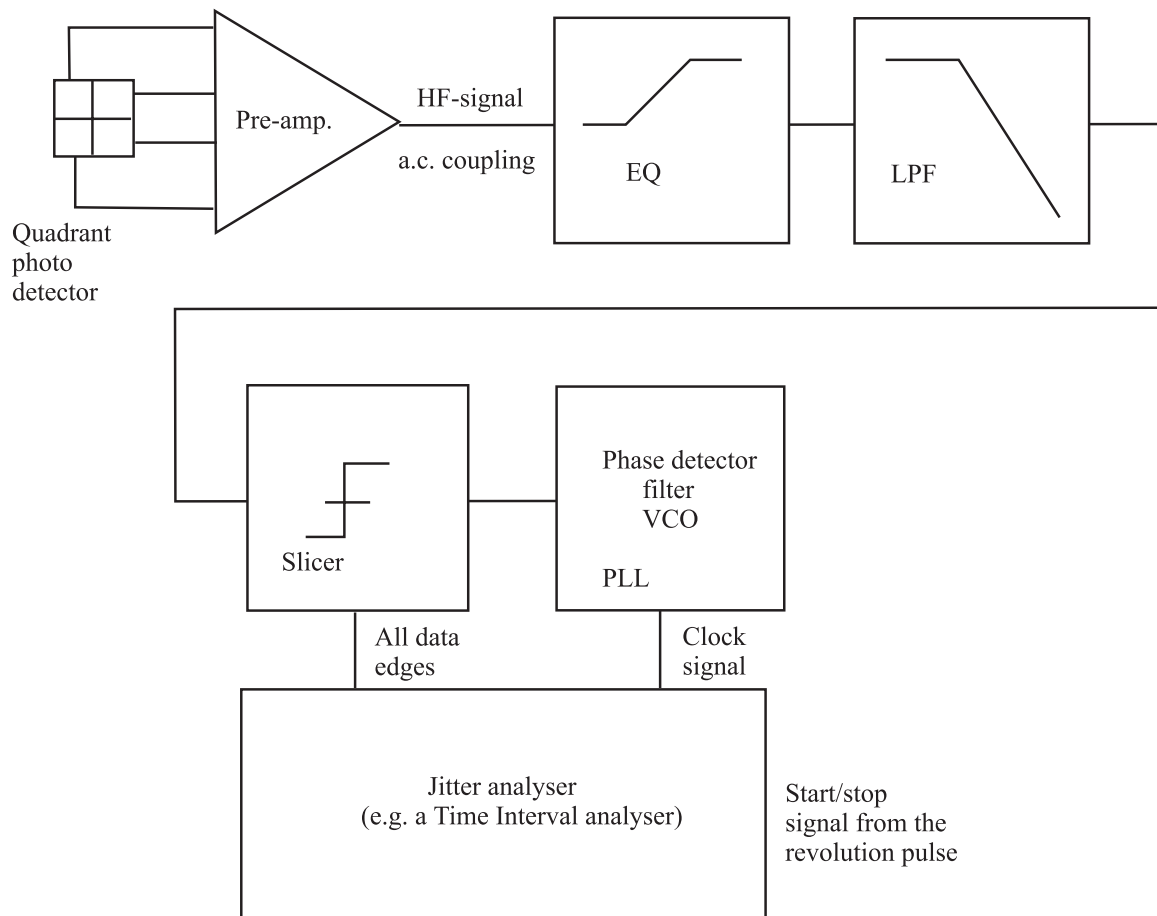 Pre-amp.
HF-signal
a.c. coupling
EQ
LPF
Quadrant
photo
detector
Slicer
Phase detector
filter
VCO
PLL
All data
edges
Clock
signal
Jitter analyser
(e.g. a Time Interval analyser)
Start/stop
signal from the
revolution pulse